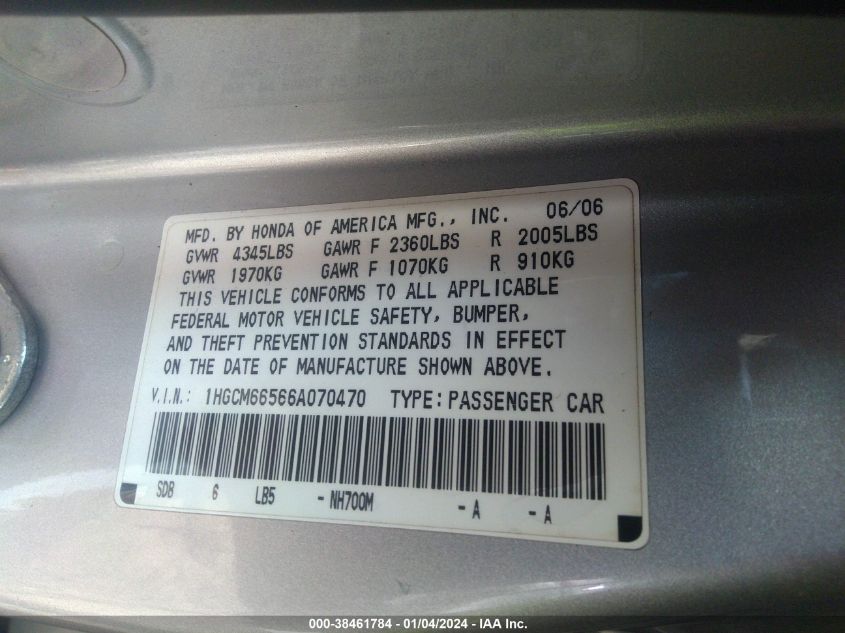 MFD. BY HONDA OF AMERICA MFG., INC. 06/06
GVWR 4345LBS GAWR F 2360LBS R 2005LBS
GVWR 1970KG GAWR F 1070KG R 910KG
THIS VEHICLE CONFORMS TO ALL APPLICABLE
FEDERAL MOTOR VEHICLE SAFETY, BUMPER,
AND THEFT PREVENTION STANDARDS IN EFFECT
ON THE DATE OF MANUFACTURE SHOWN ABOVE.
V.I.N.: 1HGCM66566A070470 TYPE: PASSENGER CAR
SDB 6 LB5 - NH700M - A - A
000-38461784 - 01/04/2024 - IAA Inc.